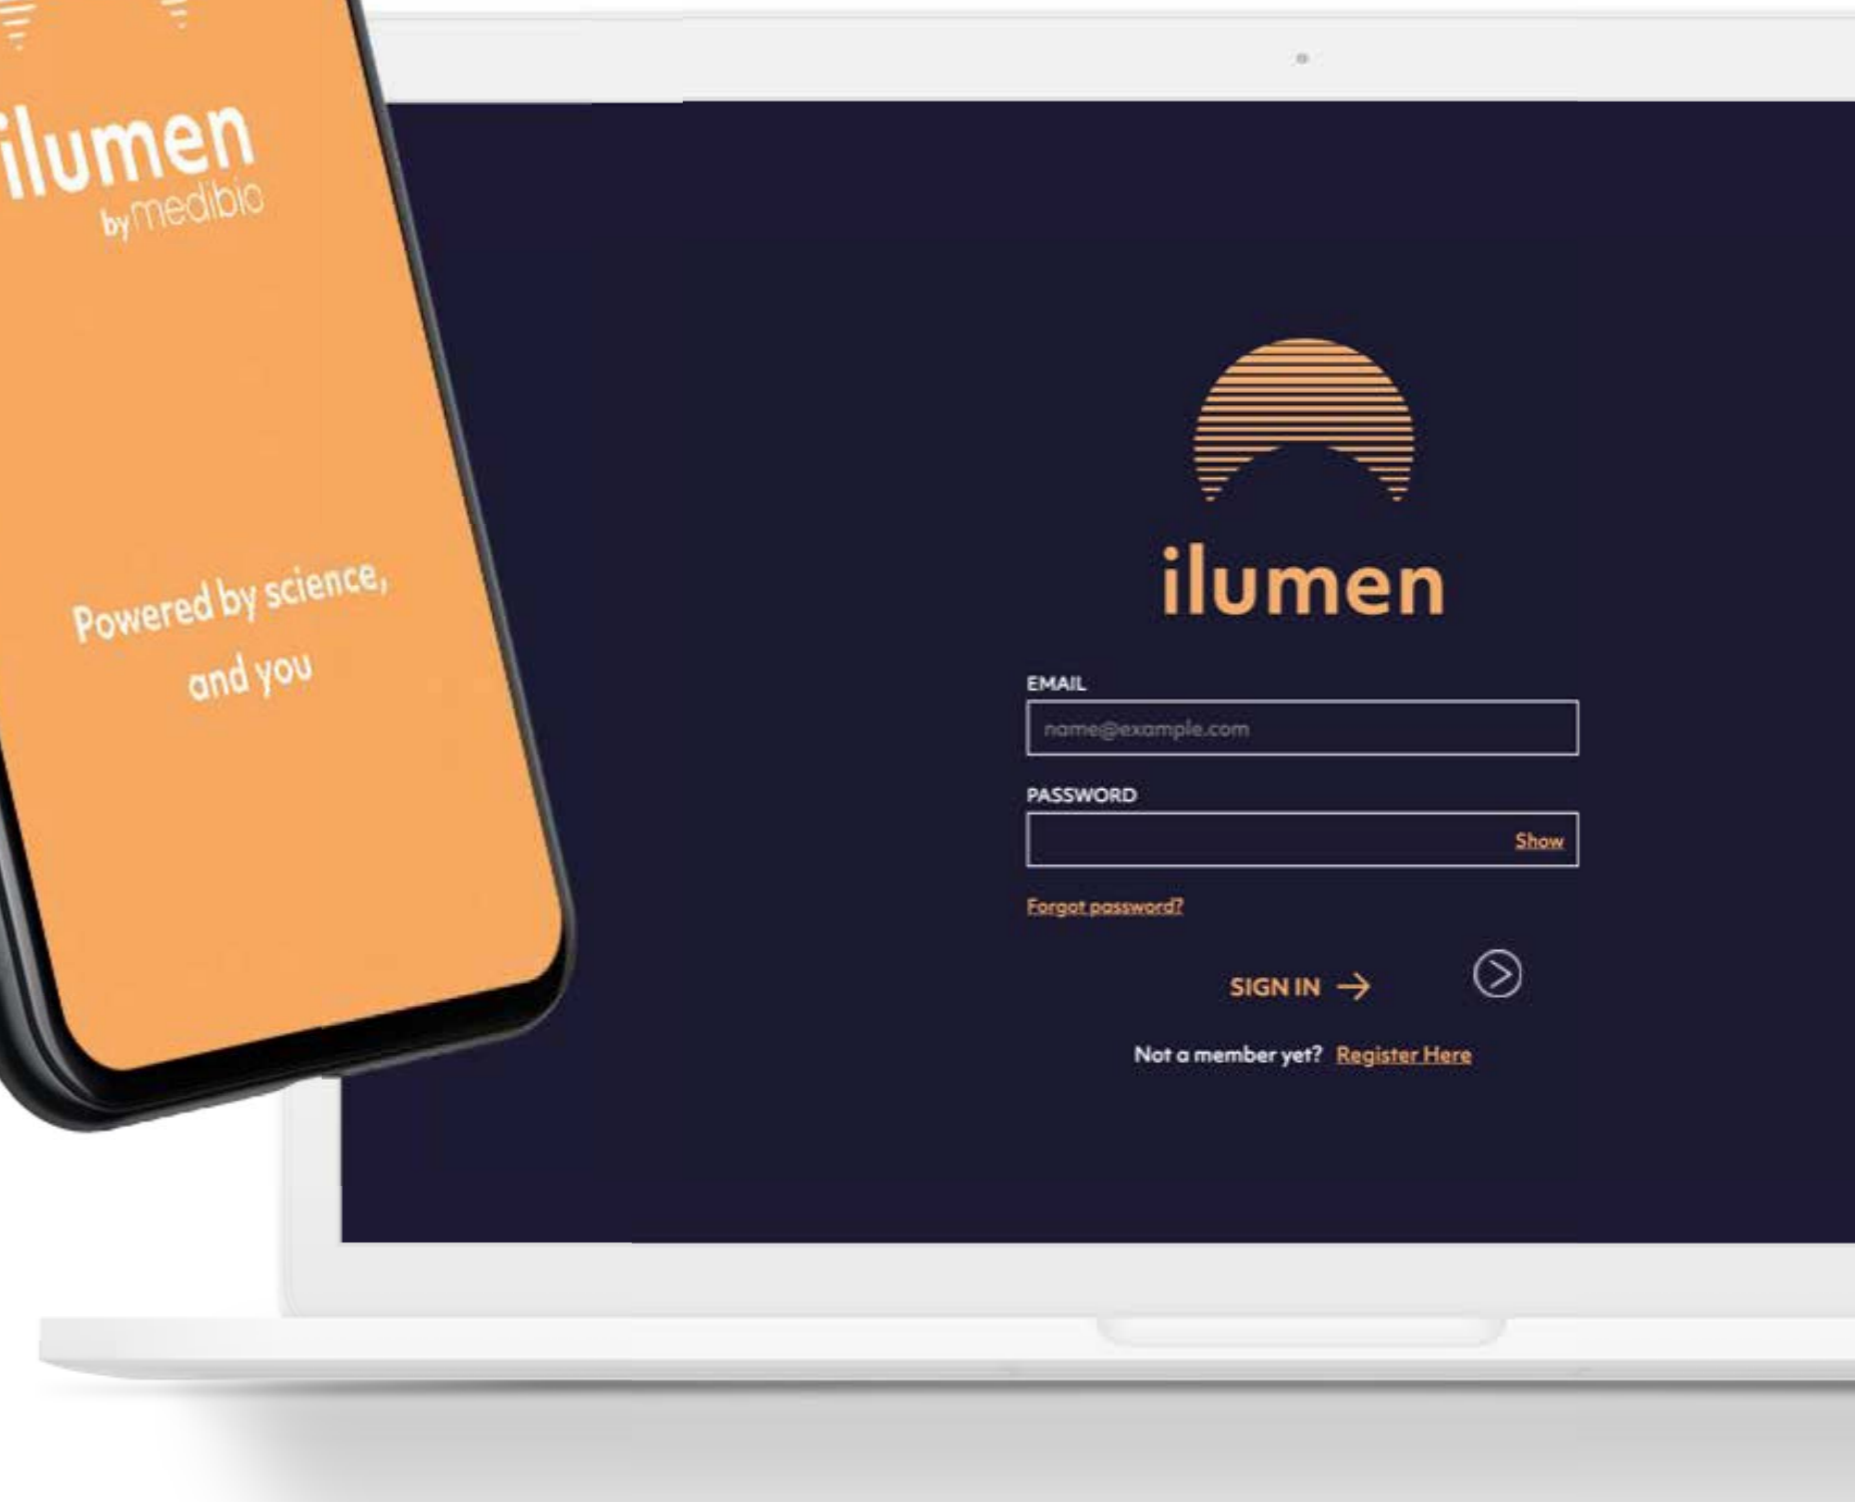 ilumen
by medibio
Powered by science,
and you
ilumen
EMAIL
name@example.com
PASSWORD
Show
Forgot password?
SIGN IN →
Not a member yet? Register Here